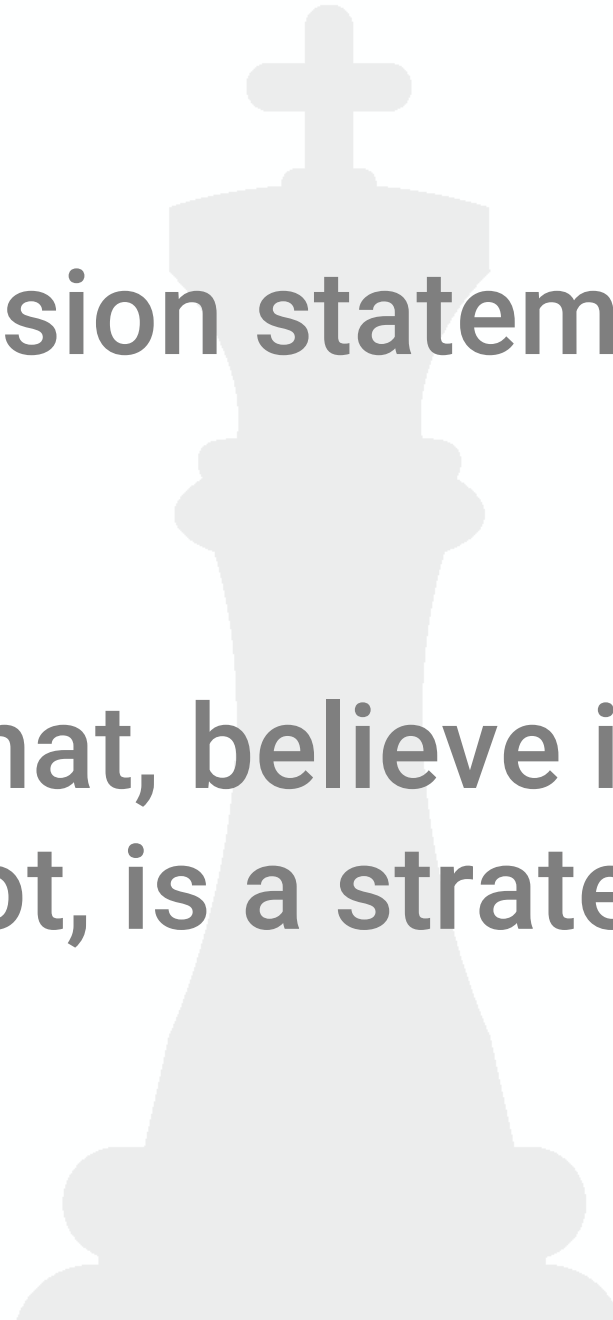 sion statem
hat, believe i
ot, is a strate